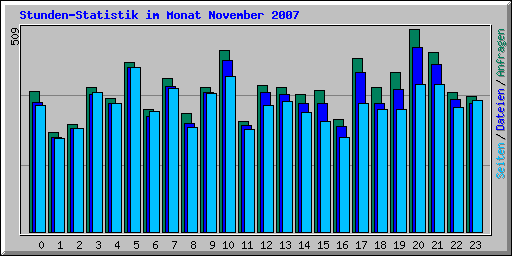 Stunden-Statistik im Monat November 2007
509
Seiten / Dateien / Anfragen
0 1 2 3 4 5 6 7 8 9 10 11 12 13 14 15 16 17 18 19 20 21 22 23